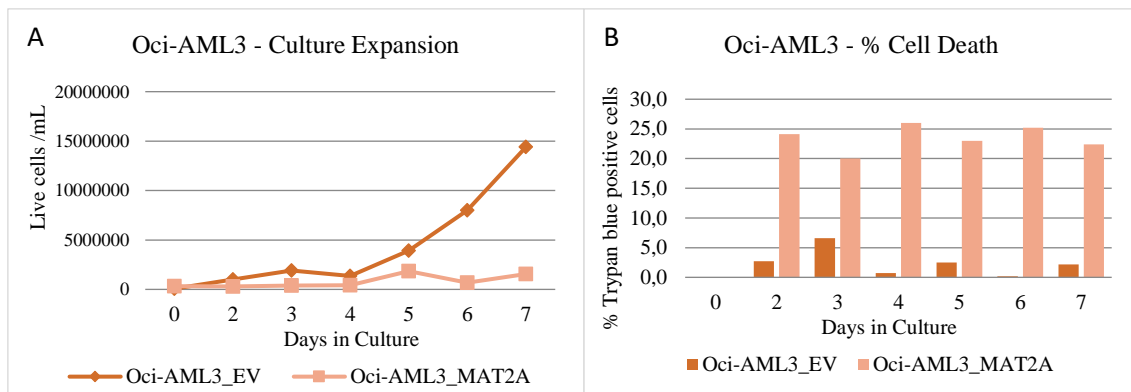 A
Oci-AML3 - Culture Expansion
Live cells /mL
20000000
15000000
10000000
5000000
0
0 2 3 4 5 6 7
Days in Culture
Oci-AML3_EV Oci-AML3_MAT2A
B
Oci-AML3 - % Cell Death
% Trypan blue positive cells
30,0
25,0
20,0
15,0
10,0
5,0
0,0
0 2 3 4 5 6 7
Days in Culture
Oci-AML3_EV Oci-AML3_MAT2A